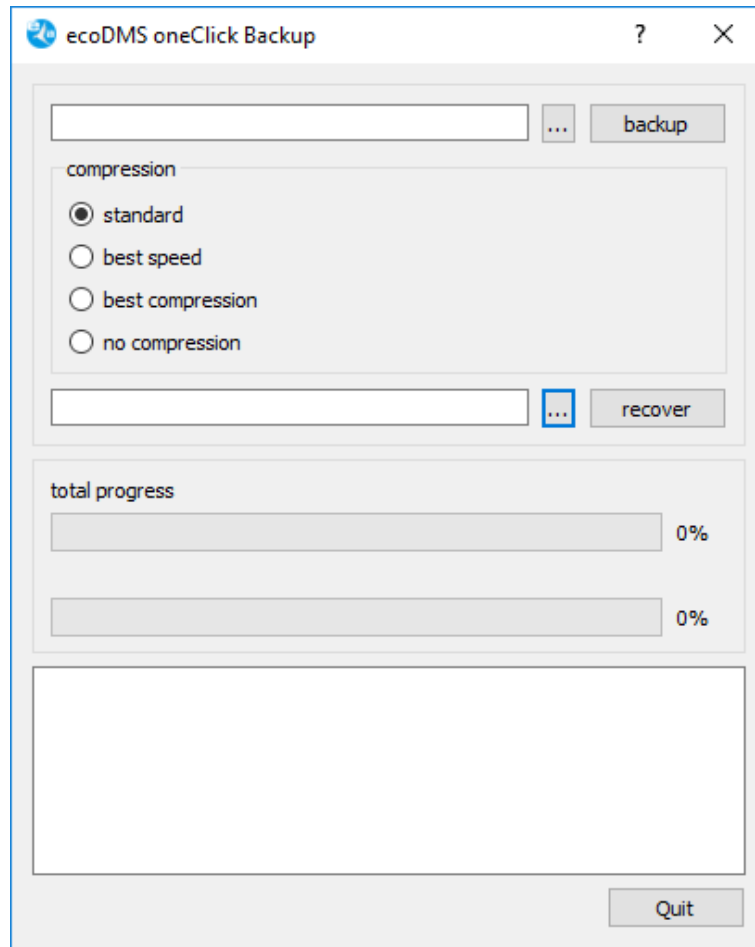 ecoDMS oneClick Backup ?
... backup
compression
standard
best speed
best compression
no compression
... recover
total progress
0%
0%
Quit